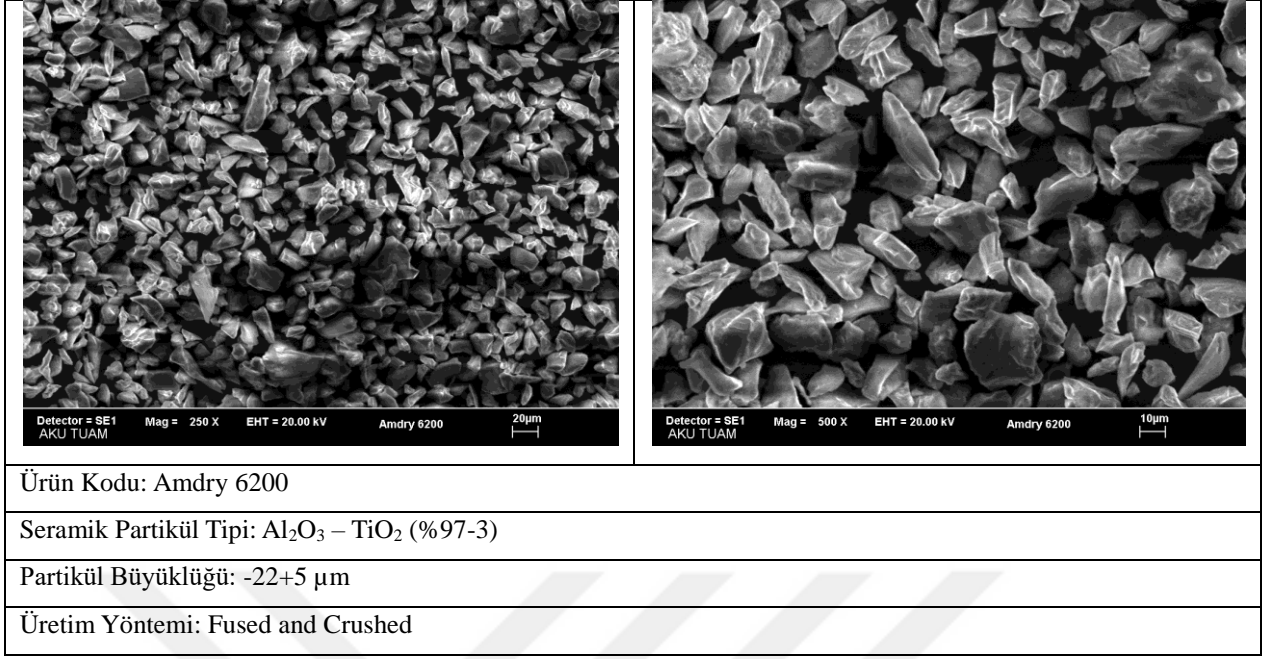 Detector = SE1 Mag = 250 X EHT = 20.00 kV Amdry 6200 20µm
AKU TUAM
Detector = SE1 Mag = 500 X EHT = 20.00 kV Amdry 6200 10µm
AKU TUAM
Ürün Kodu: Amdry 6200
Seramik Partikül Tipi: Al₂O₃ – TiO₂ (%97-3)
Partikül Büyüklüğü: -22+5 µm
Üretim Yöntemi: Fused and Crushed